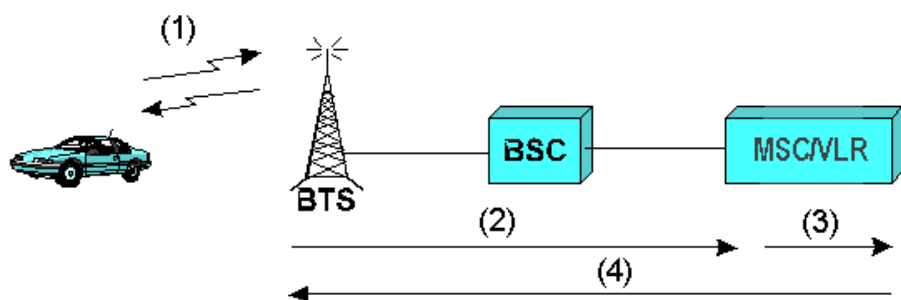 (1)
BSC
MSC/VLR
BTS
(2)
(3)
(4)